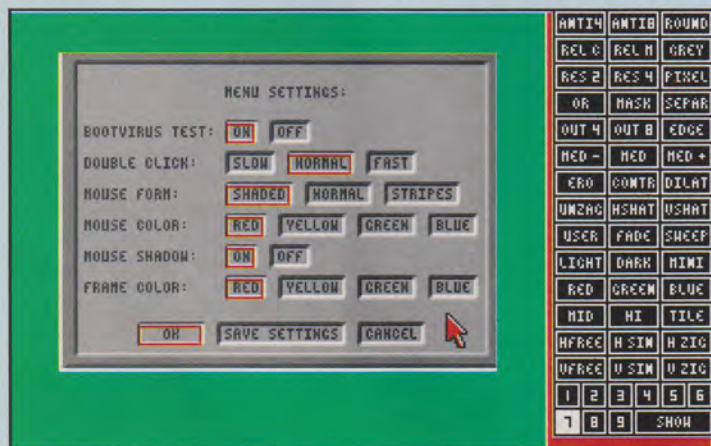 MENU SETTINGS:
BOOTVIRUS TEST: ON OFF
DOUBLE CLICK: SLOW NORMAL FAST
MOUSE FORM: SHADED NORMAL STRIPES
MOUSE COLOR: RED YELLOW GREEN BLUE
MOUSE SHADOW: ON OFF
FRAME COLOR: RED YELLOW GREEN BLUE
OK SAVE SETTINGS CANCEL
ANTI4 ANTI8 ROUND
REL C REL M GREY
RES 2 RES 4 PIXEL
OR MASK SEPAR
OUT 4 OUT 8 EDGE
MED - MED MED +
ERO CONTR DILAT
UNZAG HSHAT VSHAT
USER FADE SWEEP
LIGHT DARK MINI
RED GREEN BLUE
MID HI TILE
HFREE H SIN H ZIG
VFREE V SIN V ZIG
1 2 3 4 5 6
7 8 9 SHOW